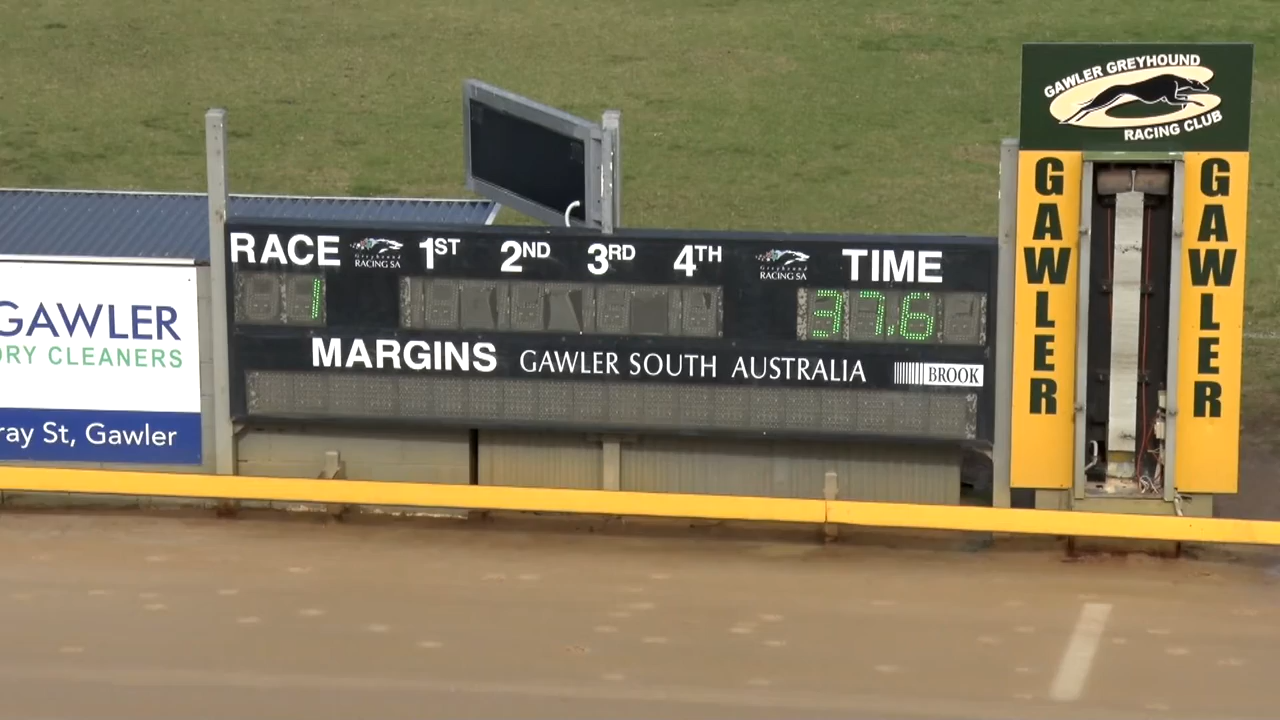 GAWLER GREYHOUND
RACING CLUB
GAWLER
GAWLER
RACE
Greyhound
RACING SA
1ST
2ND
3RD
4TH
Greyhound
RACING SA
TIME
1
37.6
MARGINS
GAWLER SOUTH AUSTRALIA
BROOK
GAWLER
ORY CLEANERS
ray St, Gawler